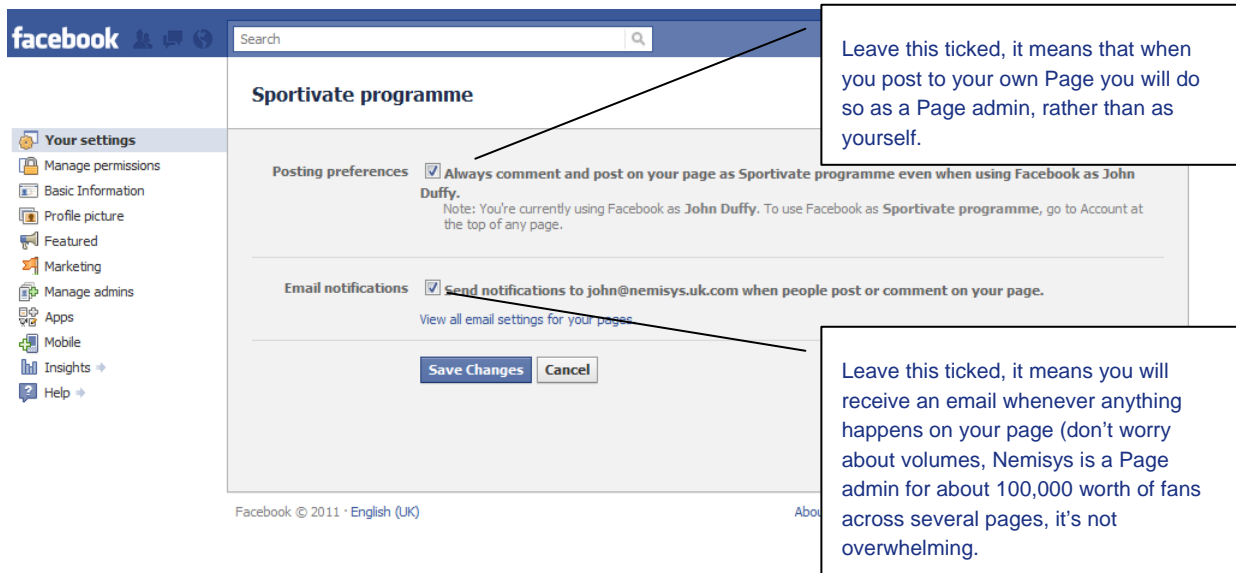 facebook
Search
Sportivate programme
Your settings
Manage permissions
Basic Information
Profile picture
Featured
Marketing
Manage admins
Apps
Mobile
Insights
Help
Posting preferences
Always comment and post on your page as Sportivate programme even when using Facebook as John
Duffy.
Note: You're currently using Facebook as John Duffy. To use Facebook as Sportivate programme, go to Account at
the top of any page.
Email notifications
Send notifications to john@nemisys.uk.com when people post or comment on your page.
View all email settings for your pages.
Save Changes
Cancel
Facebook © 2011 · English (UK)
Leave this ticked, it means that when
you post to your own Page you will do
so as a Page admin, rather than as
yourself.
Leave this ticked, it means you will
receive an email whenever anything
happens on your page (don’t worry
about volumes, Nemisys is a Page
admin for about 100,000 worth of fans
across several pages, it’s not
overwhelming.